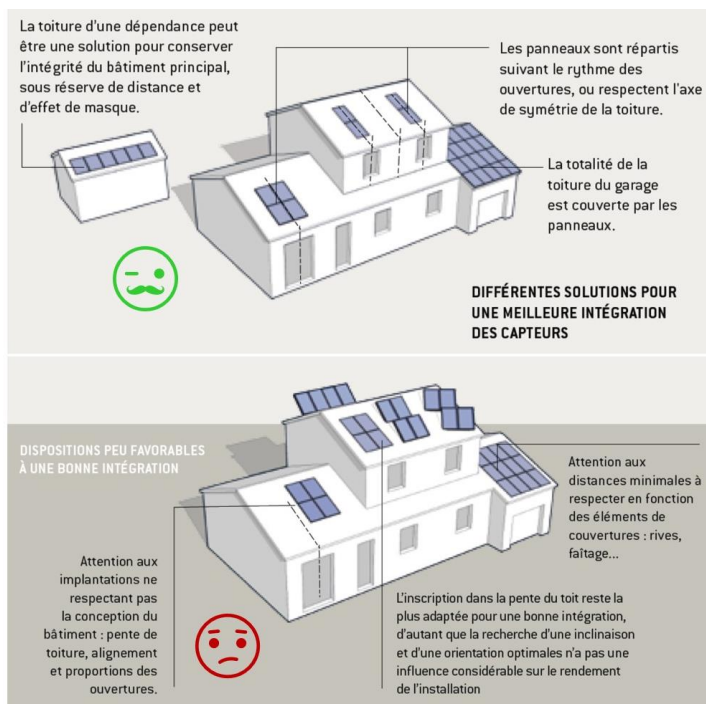 La toiture d'une dépendance peut
être une solution pour conserver
l'intégrité du bâtiment principal,
sous réserve de distance et
d'effet de masque.
Les panneaux sont répartis
suivant le rythme des
ouvertures, ou respectent l'axe
de symétrie de la toiture.
La totalité de la
toiture du garage
est couverte par les
panneaux.
DIFFÉRENTES SOLUTIONS POUR
UNE MEILLEURE INTÉGRATION
DES CAPTEURS
DISPOSITIONS PEU FAVORABLES
À UNE BONNE INTÉGRATION
Attention aux
distances minimales à
respecter en fonction
des éléments de
couvertures : rives,
faîtage...
Attention aux
implantations ne
respectant pas
la conception du
bâtiment : pente de
toiture, alignement
et proportions des
ouvertures.
L'inscription dans la pente du toit reste la
plus adaptée pour une bonne intégration,
d'autant que la recherche d'une inclinaison
et d'une orientation optimales n'a pas une
influence considérable sur le rendement
de l'installation